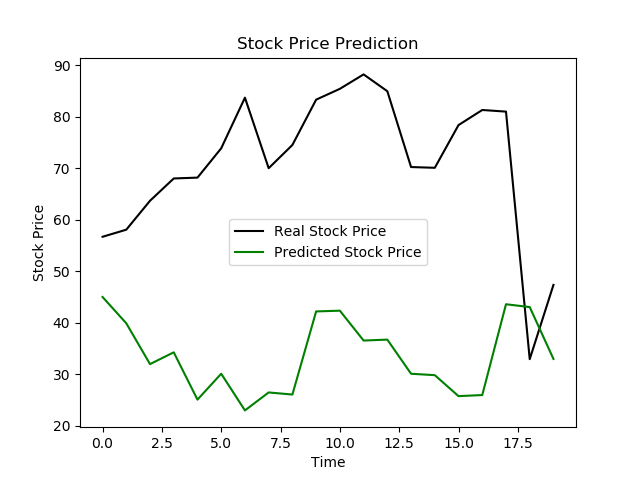 Stock Price Prediction
90
80
70
60
50
40
30
20
Stock Price
Real Stock Price
Predicted Stock Price
0.0 2.5 5.0 7.5 10.0 12.5 15.0 17.5
Time